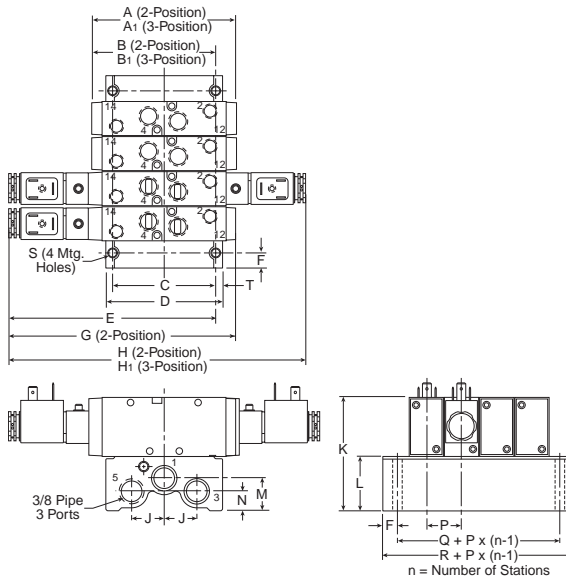 A (2-Position)
A1 (3-Position)
B (2-Position)
B1 (3-Position)
14 2
4 12
14 2
4 12
14 2
4 12
14 2
4 12
S (4 Mtg.
Holes)
F
C T
D
E
G (2-Position)
H (2-Position)
H1 (3-Position)
K
L
5 1 3
M
N
3/8 Pipe
3 Ports
J J
F P
Q + P x (n-1)
R + P x (n-1)
n = Number of Stations